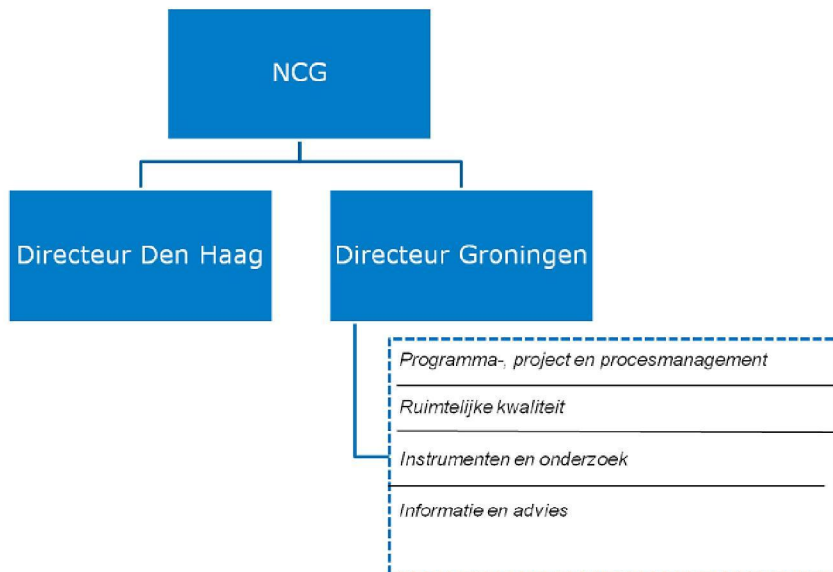 NCG
Directeur Den Haag
Directeur Groningen
Programma-, project en procesmanagement
Ruimtelijke kwaliteit
Instrumenten en onderzoek
Informatie en advies